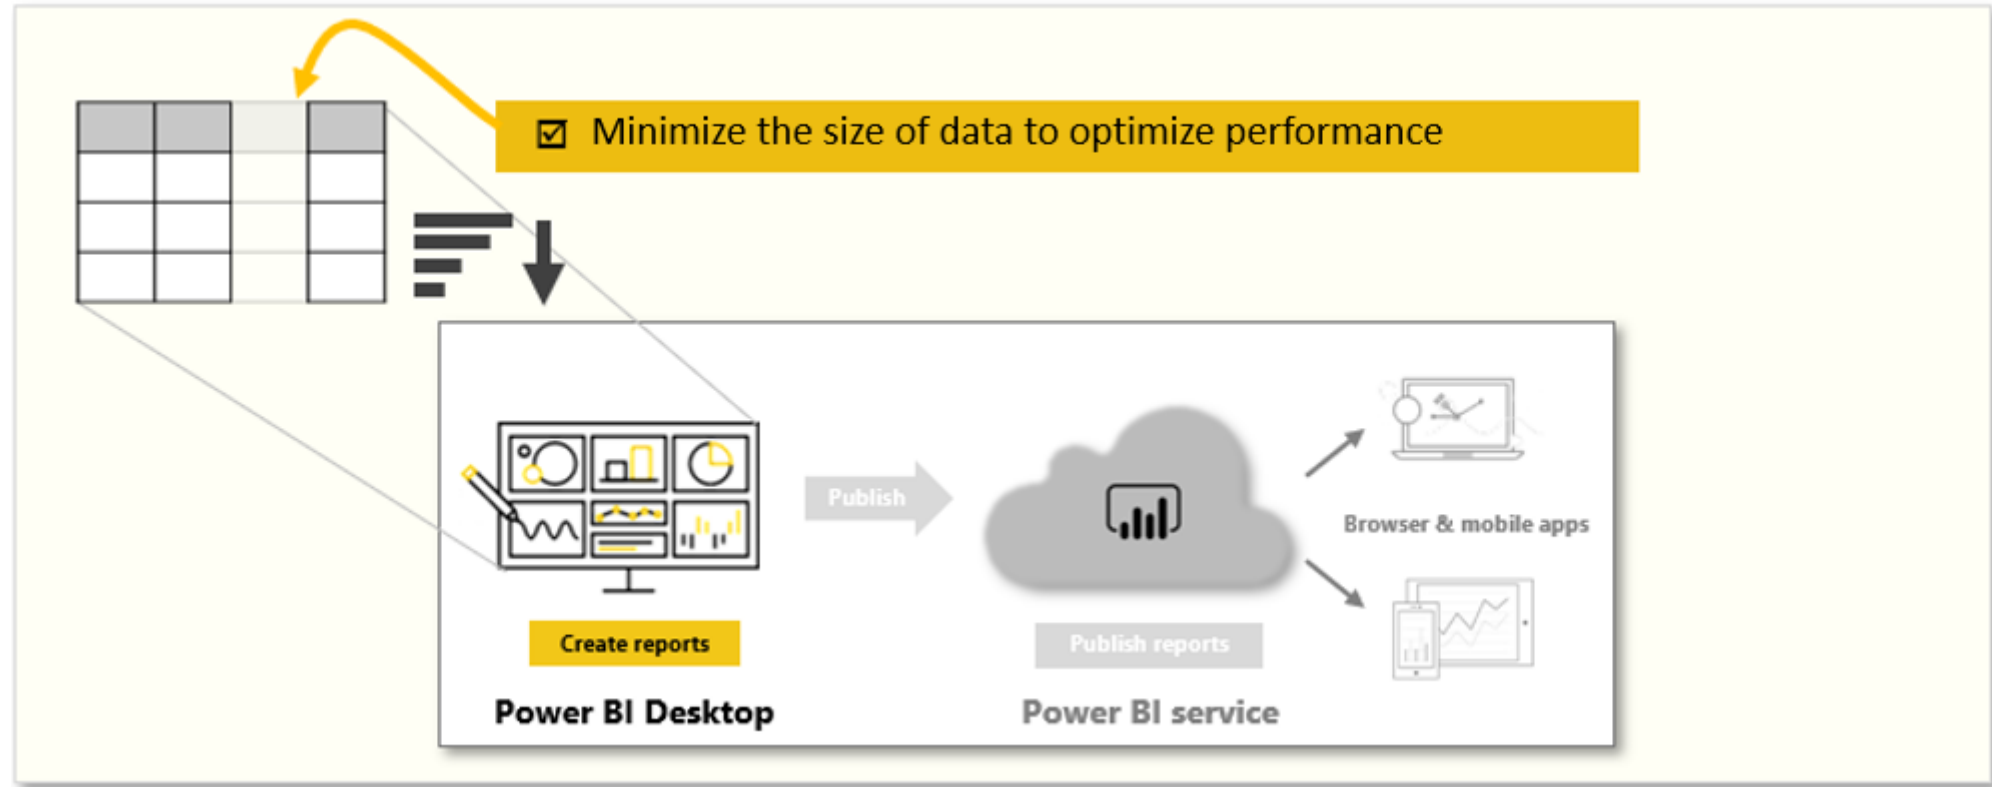 Minimize the size of data to optimize performance
Publish
Browser & mobile apps
Create reports
Publish reports
Power BI Desktop
Power BI service